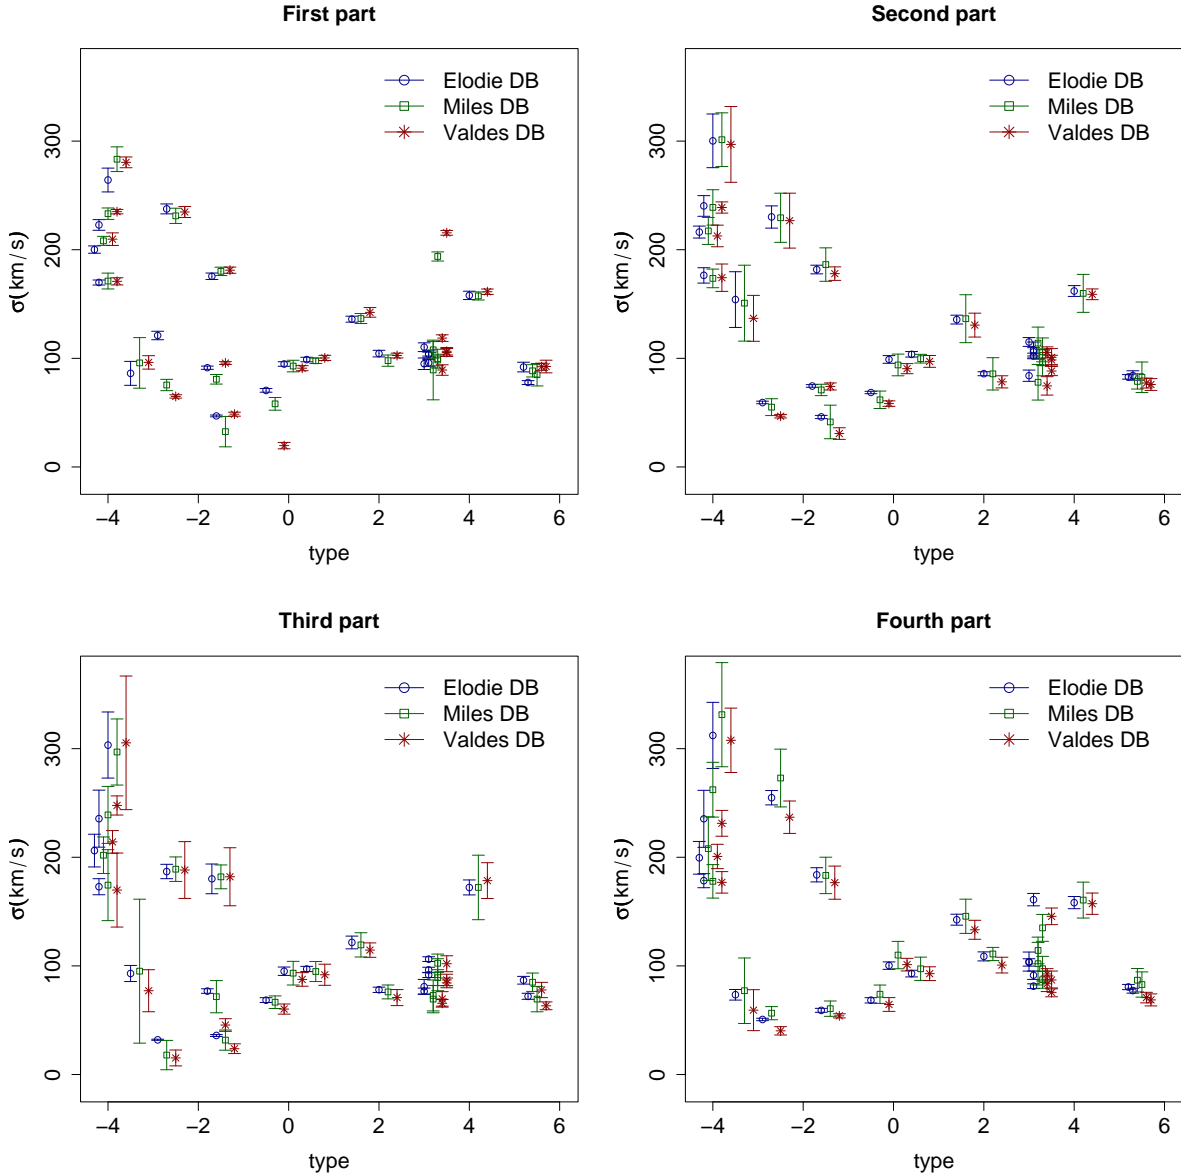 First part
Elodie DB
Miles DB
Valdes DB
σ(km/s)
0 100 200 300
−4 −2 0 2 4 6
type
Second part
Elodie DB
Miles DB
Valdes DB
σ(km/s)
0 100 200 300
−4 −2 0 2 4 6
type
Third part
Elodie DB
Miles DB
Valdes DB
σ(km/s)
0 100 200 300
−4 −2 0 2 4 6
type
Fourth part
Elodie DB
Miles DB
Valdes DB
σ(km/s)
0 100 200 300
−4 −2 0 2 4 6
type